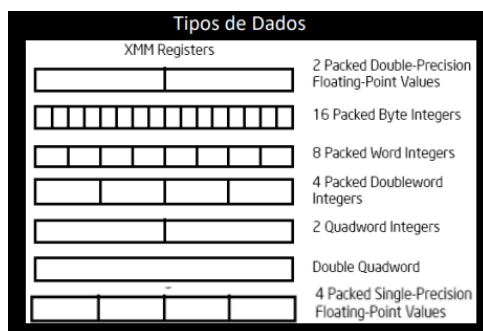 Tipos de Dados
XMM Registers
2 Packed Double-Precision
Floating-Point Values
16 Packed Byte Integers
8 Packed Word Integers
4 Packed Doubleword
Integers
2 Quadword Integers
Double Quadword
4 Packed Single-Precision
Floating-Point Values